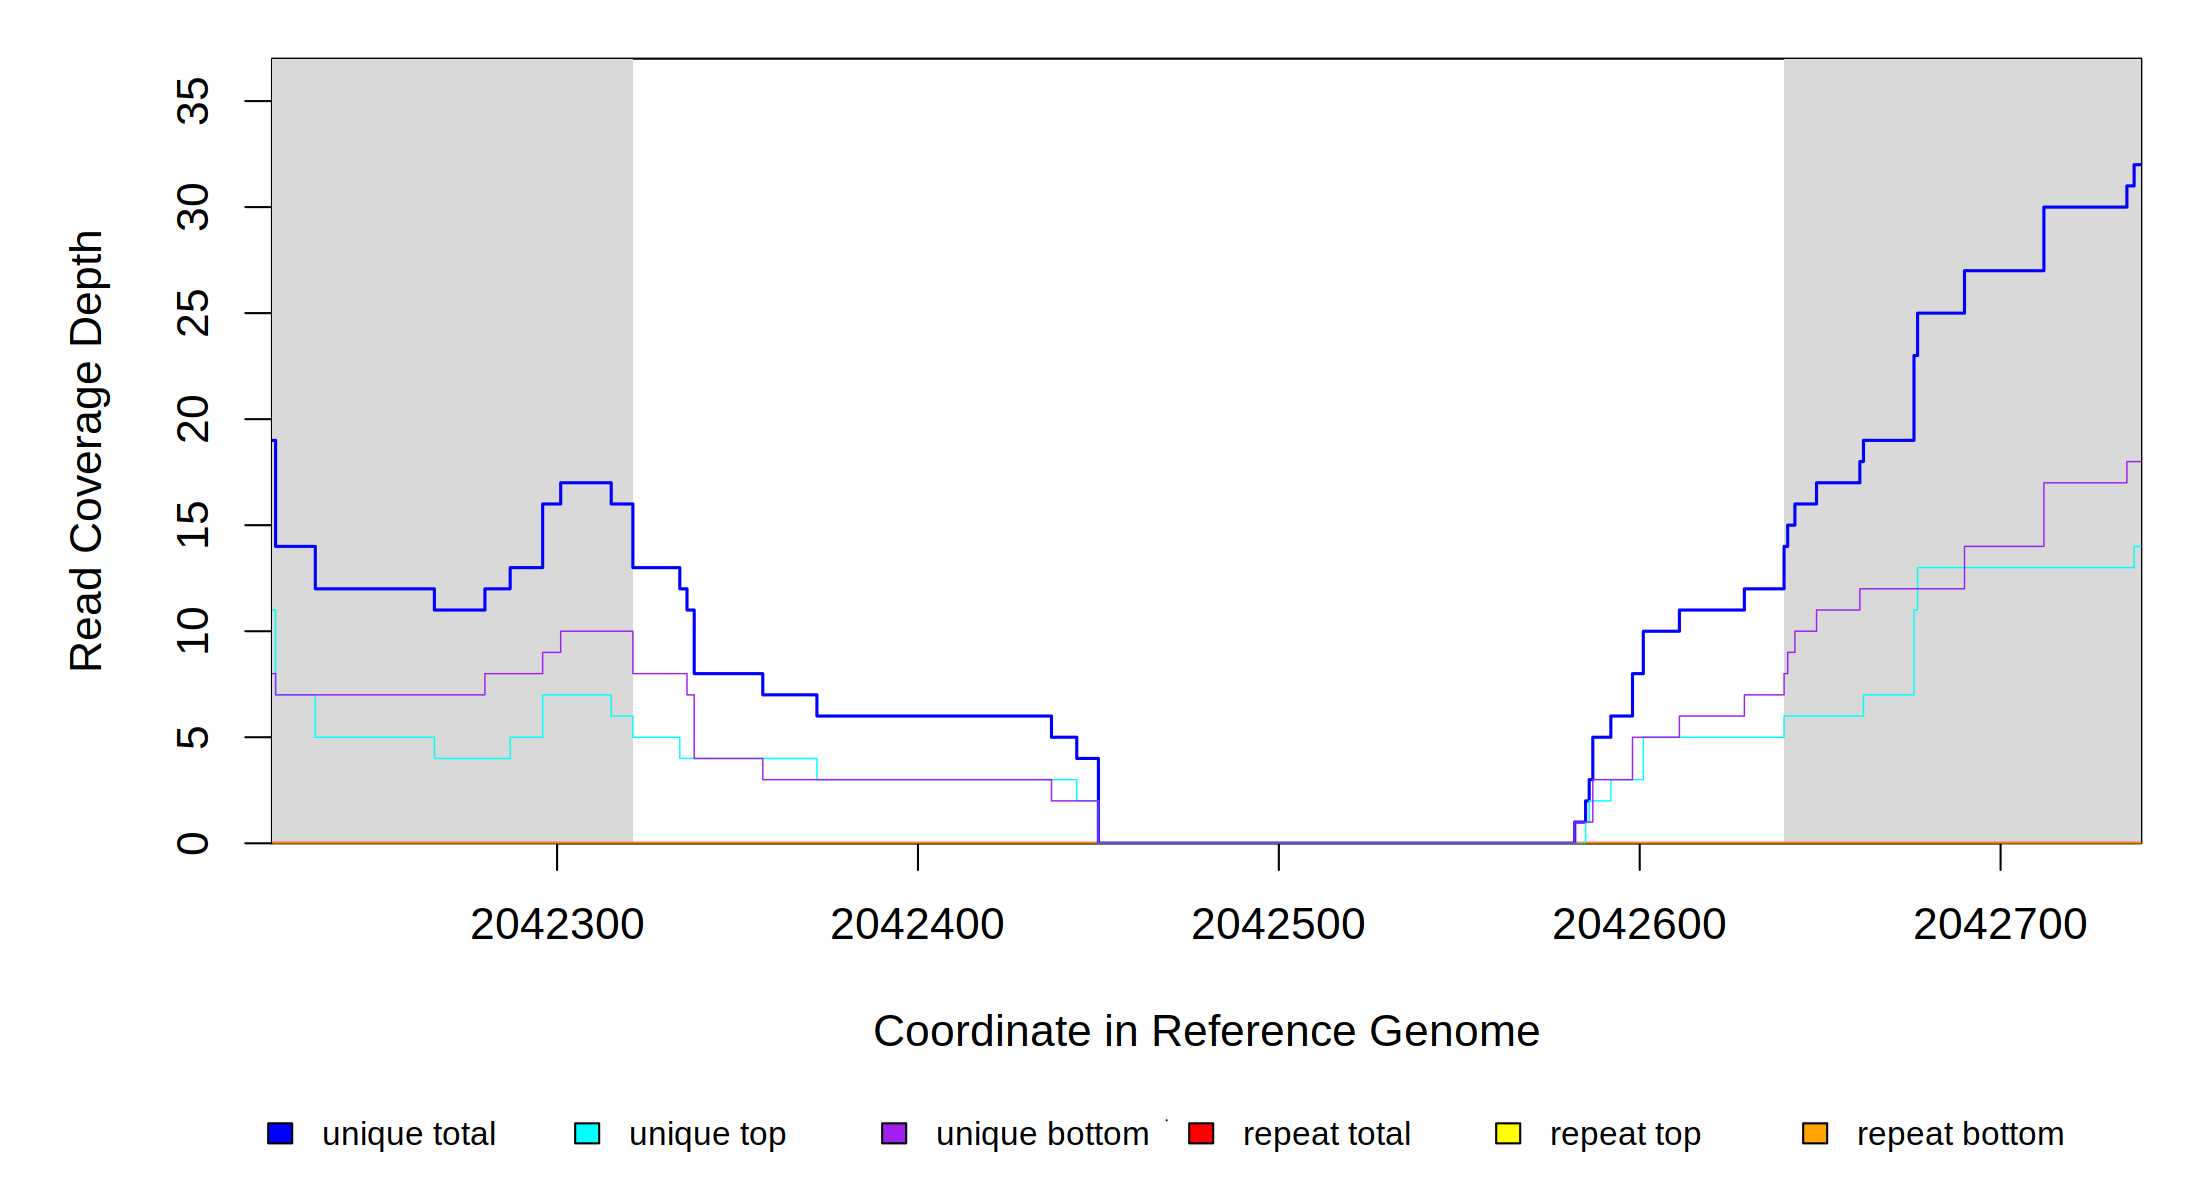 Read Coverage Depth
35
30
25
20
15
10
5
0
2042300 2042400 2042500 2042600 2042700
Coordinate in Reference Genome
unique total unique top unique bottom repeat total repeat top repeat bottom